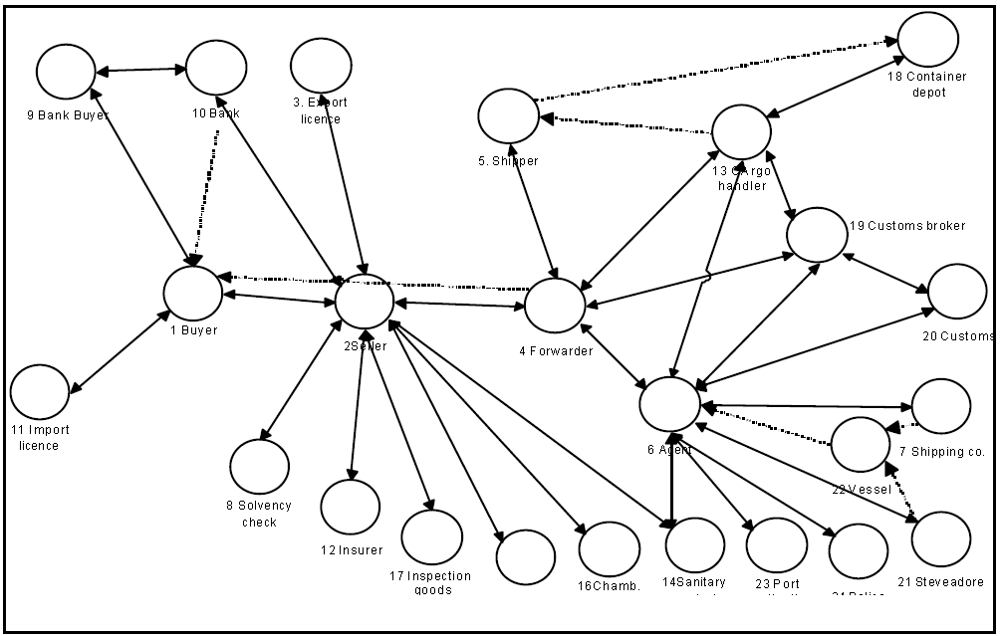 18 Container
depot
9 Bank Buyer
10 Bank
3. Export
licence
5. Shipper
13 CArgo
handler
19 Customs broker
1 Buyer
2Seller
4 Forwarder
20 Customs
11 Import
licence
6 Agent
7 Shipping co.
22 Vessel
8 Solvency
check
12 Insurer
17 Inspection
goods
16Chamb.
14Sanitary
23 Port
21 Steveadore